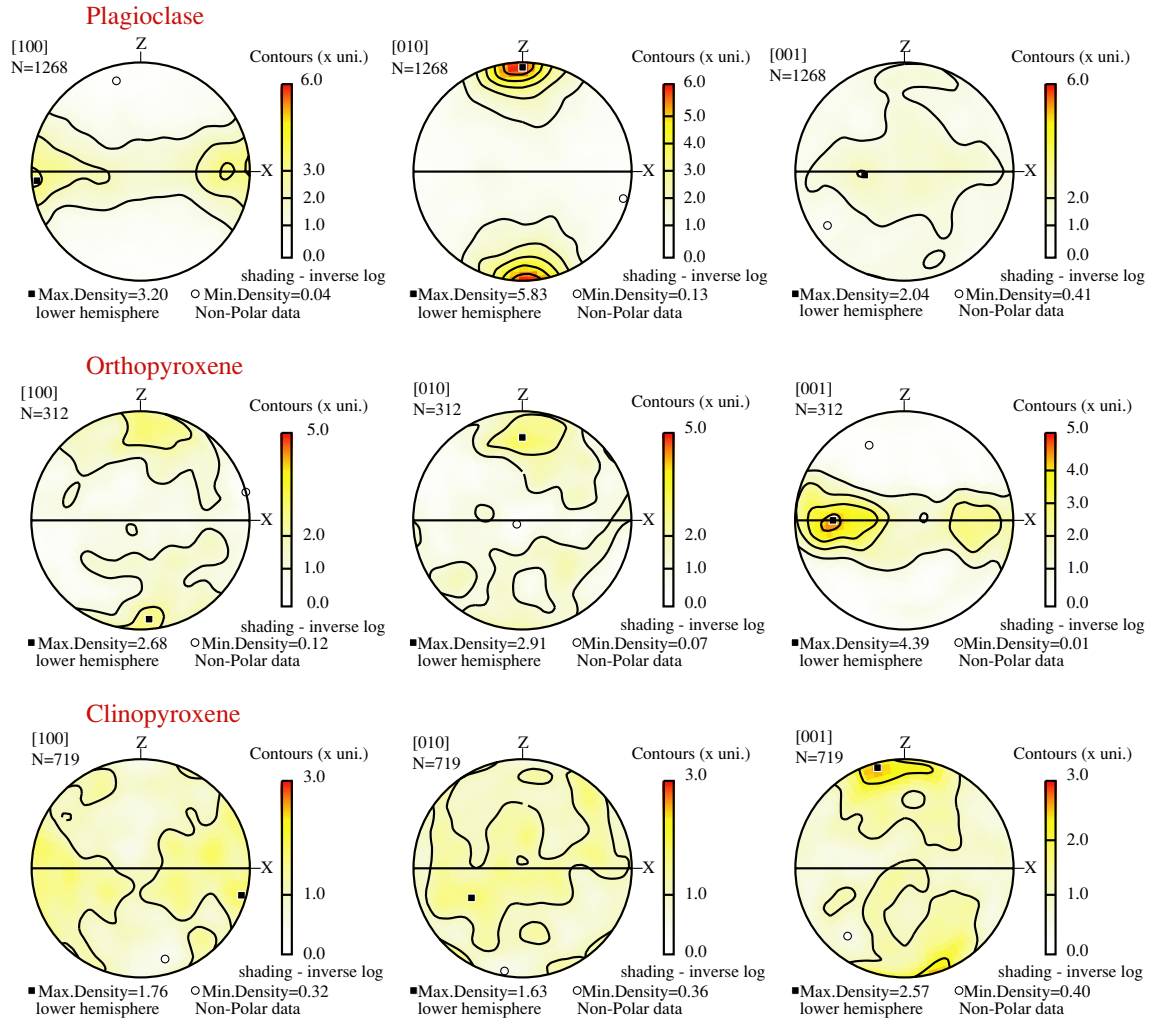 Plagioclase
[100]
N=1268
Z
X
Contours (x uni.)
6.0
3.0
2.0
1.0
0.0
shading - inverse log
Max.Density=3.20
Min.Density=0.04
lower hemisphere
Non-Polar data
[010]
N=1268
Z
X
Contours (x uni.)
6.0
5.0
4.0
3.0
2.0
1.0
0.0
shading - inverse log
Max.Density=5.83
Min.Density=0.13
lower hemisphere
Non-Polar data
[001]
N=1268
Z
X
Contours (x uni.)
6.0
2.0
1.0
0.0
shading - inverse log
Max.Density=2.04
Min.Density=0.41
lower hemisphere
Non-Polar data
Orthopyroxene
[100]
N=312
Z
X
Contours (x uni.)
5.0
2.0
1.0
0.0
shading - inverse log
Max.Density=2.68
Min.Density=0.12
lower hemisphere
Non-Polar data
[010]
N=312
Z
X
Contours (x uni.)
5.0
2.0
1.0
0.0
shading - inverse log
Max.Density=2.91
Min.Density=0.07
lower hemisphere
Non-Polar data
[001]
N=312
Z
X
Contours (x uni.)
5.0
4.0
3.0
2.0
1.0
0.0
shading - inverse log
Max.Density=4.39
Min.Density=0.01
lower hemisphere
Non-Polar data
Clinopyroxene
[100]
N=719
Z
X
Contours (x uni.)
3.0
1.0
0.0
shading - inverse log
Max.Density=1.76
Min.Density=0.32
lower hemisphere
Non-Polar data
[010]
N=719
Z
X
Contours (x uni.)
3.0
1.0
0.0
shading - inverse log
Max.Density=1.63
Min.Density=0.36
lower hemisphere
Non-Polar data
[001]
N=719
Z
X
Contours (x uni.)
3.0
2.0
1.0
0.0
shading - inverse log
Max.Density=2.57
Min.Density=0.40
lower hemisphere
Non-Polar data